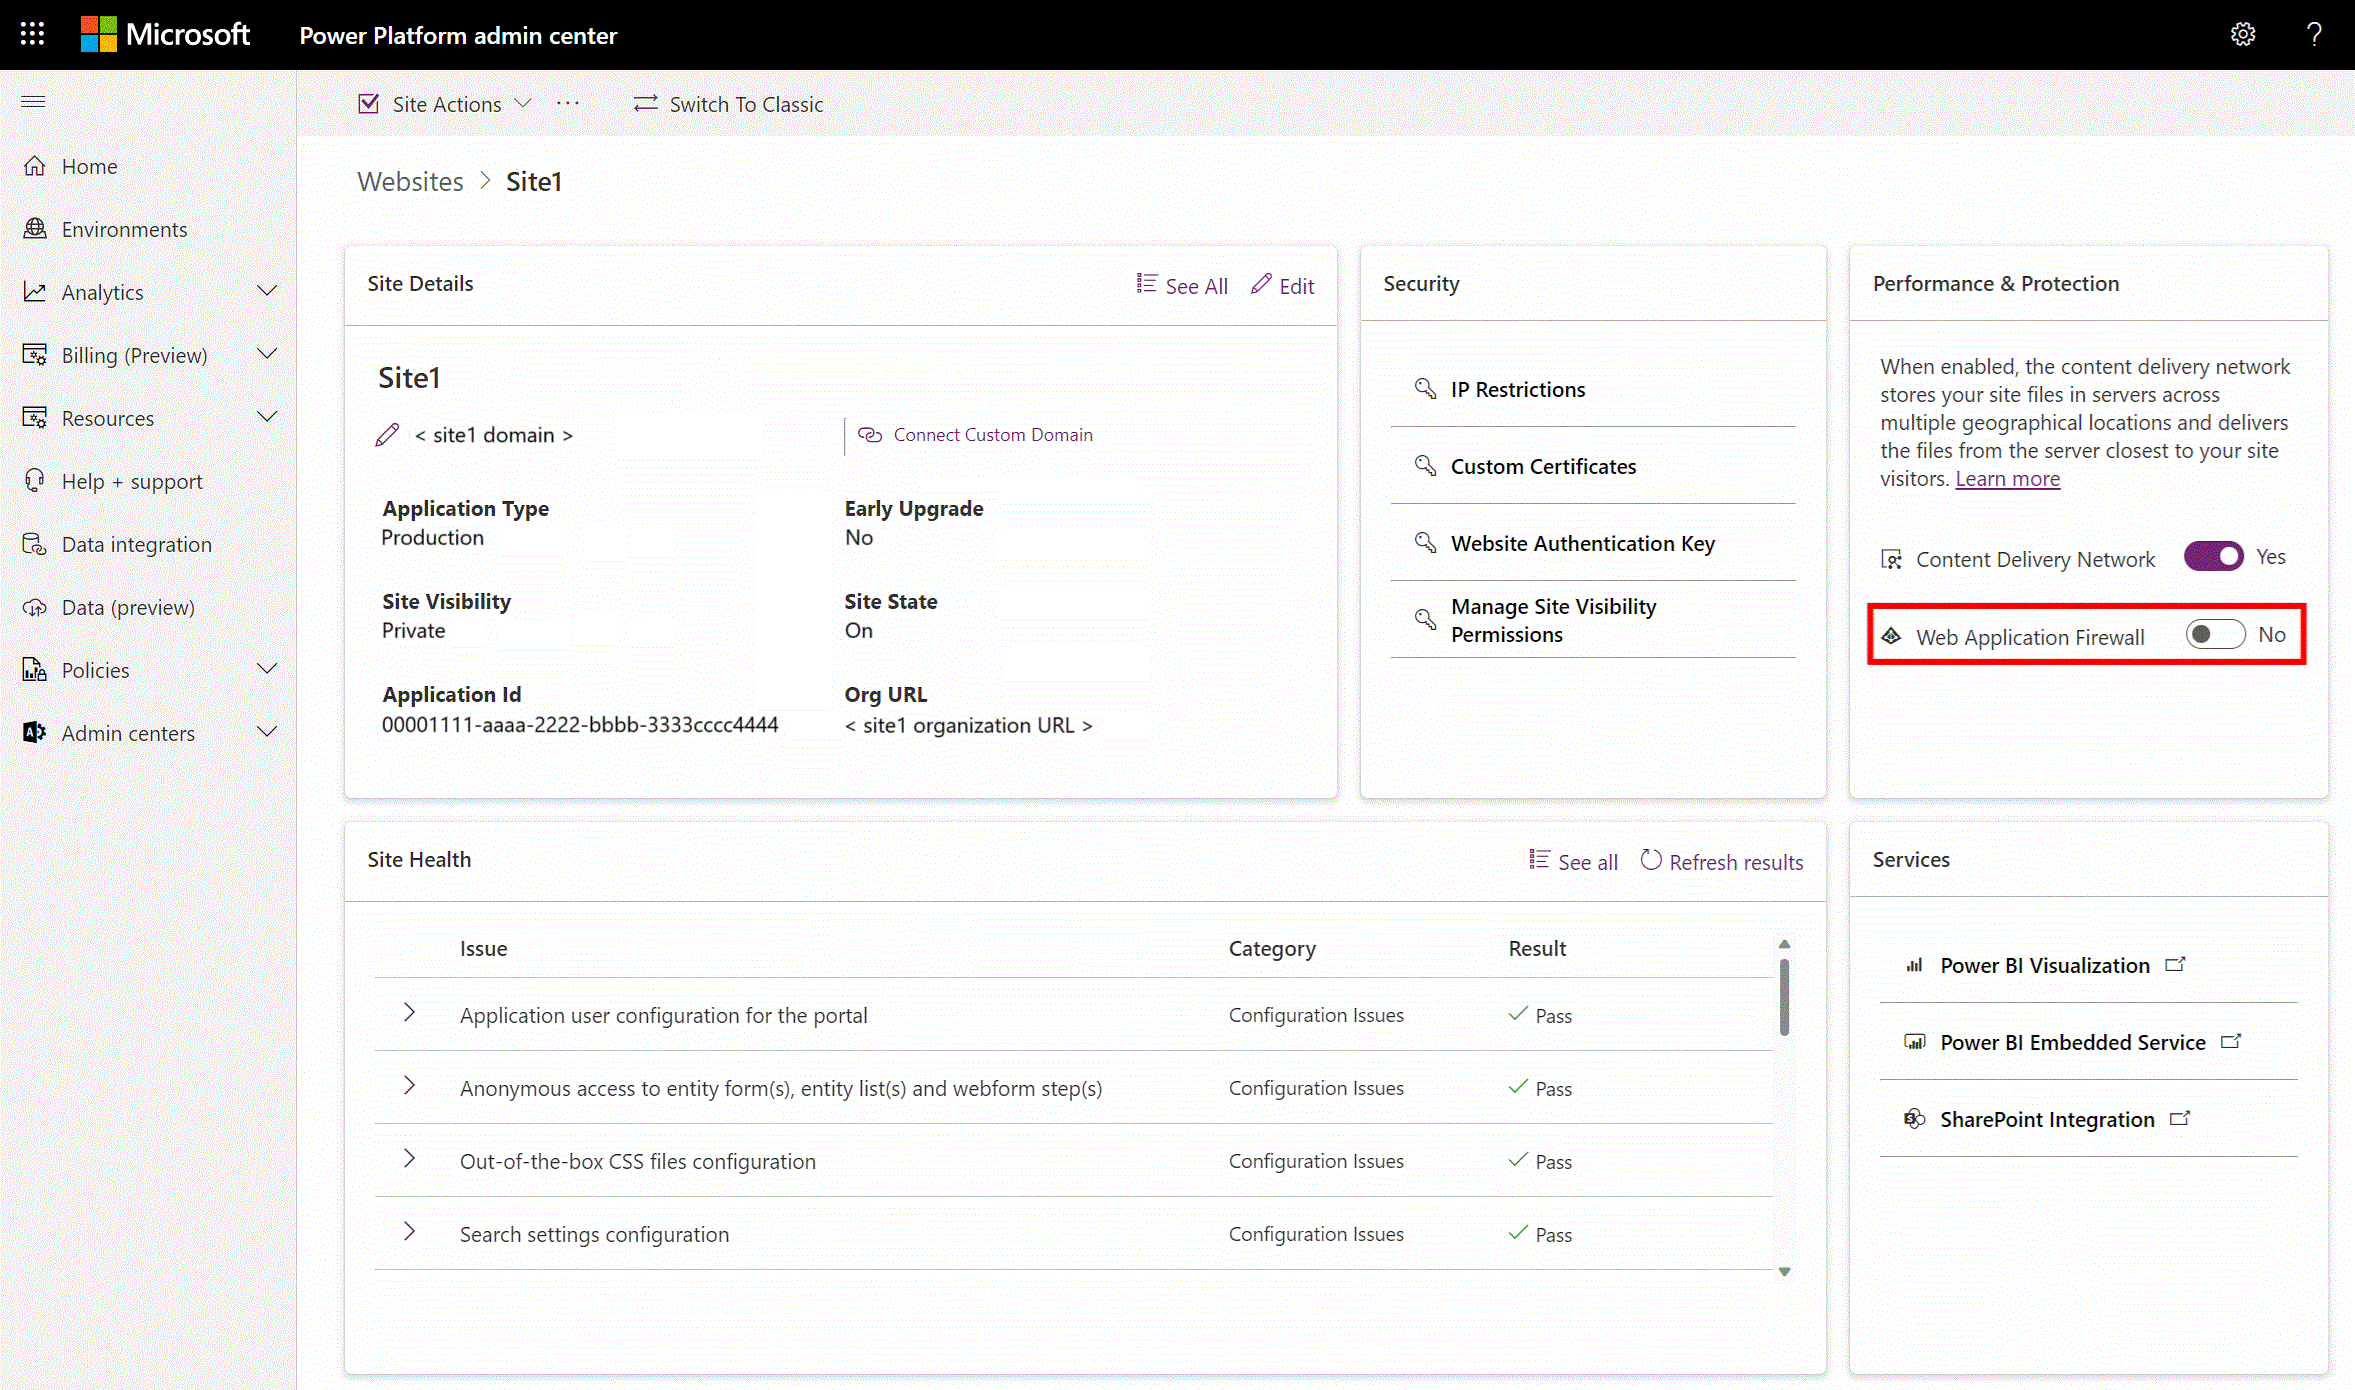 Microsoft
Power Platform admin center
?
Site Actions
···
Switch To Classic
Home
Environments
Analytics
Billing (Preview)
Resources
Help + support
Data integration
Data (preview)
Policies
Admin centers
Websites > Site1
Site Details
See All
Edit
Site1
< site1 domain >
Connect Custom Domain
Application Type
Production
Early Upgrade
No
Site Visibility
Private
Site State
On
Application Id
00001111-aaaa-2222-bbbb-3333cccc4444
Org URL
< site1 organization URL >
Security
IP Restrictions
Custom Certificates
Website Authentication Key
Manage Site Visibility
Permissions
Performance & Protection
When enabled, the content delivery network
stores your site files in servers across
multiple geographical locations and delivers
the files from the server closest to your site
visitors. Learn more
Content Delivery Network Yes
Web Application Firewall No
Site Health
See all
Refresh results
Issue Category Result
Application user configuration for the portal Configuration Issues Pass
Anonymous access to entity form(s), entity list(s) and webform step(s) Configuration Issues Pass
Out-of-the-box CSS files configuration Configuration Issues Pass
Search settings configuration Configuration Issues Pass
Services
Power BI Visualization
Power BI Embedded Service
SharePoint Integration